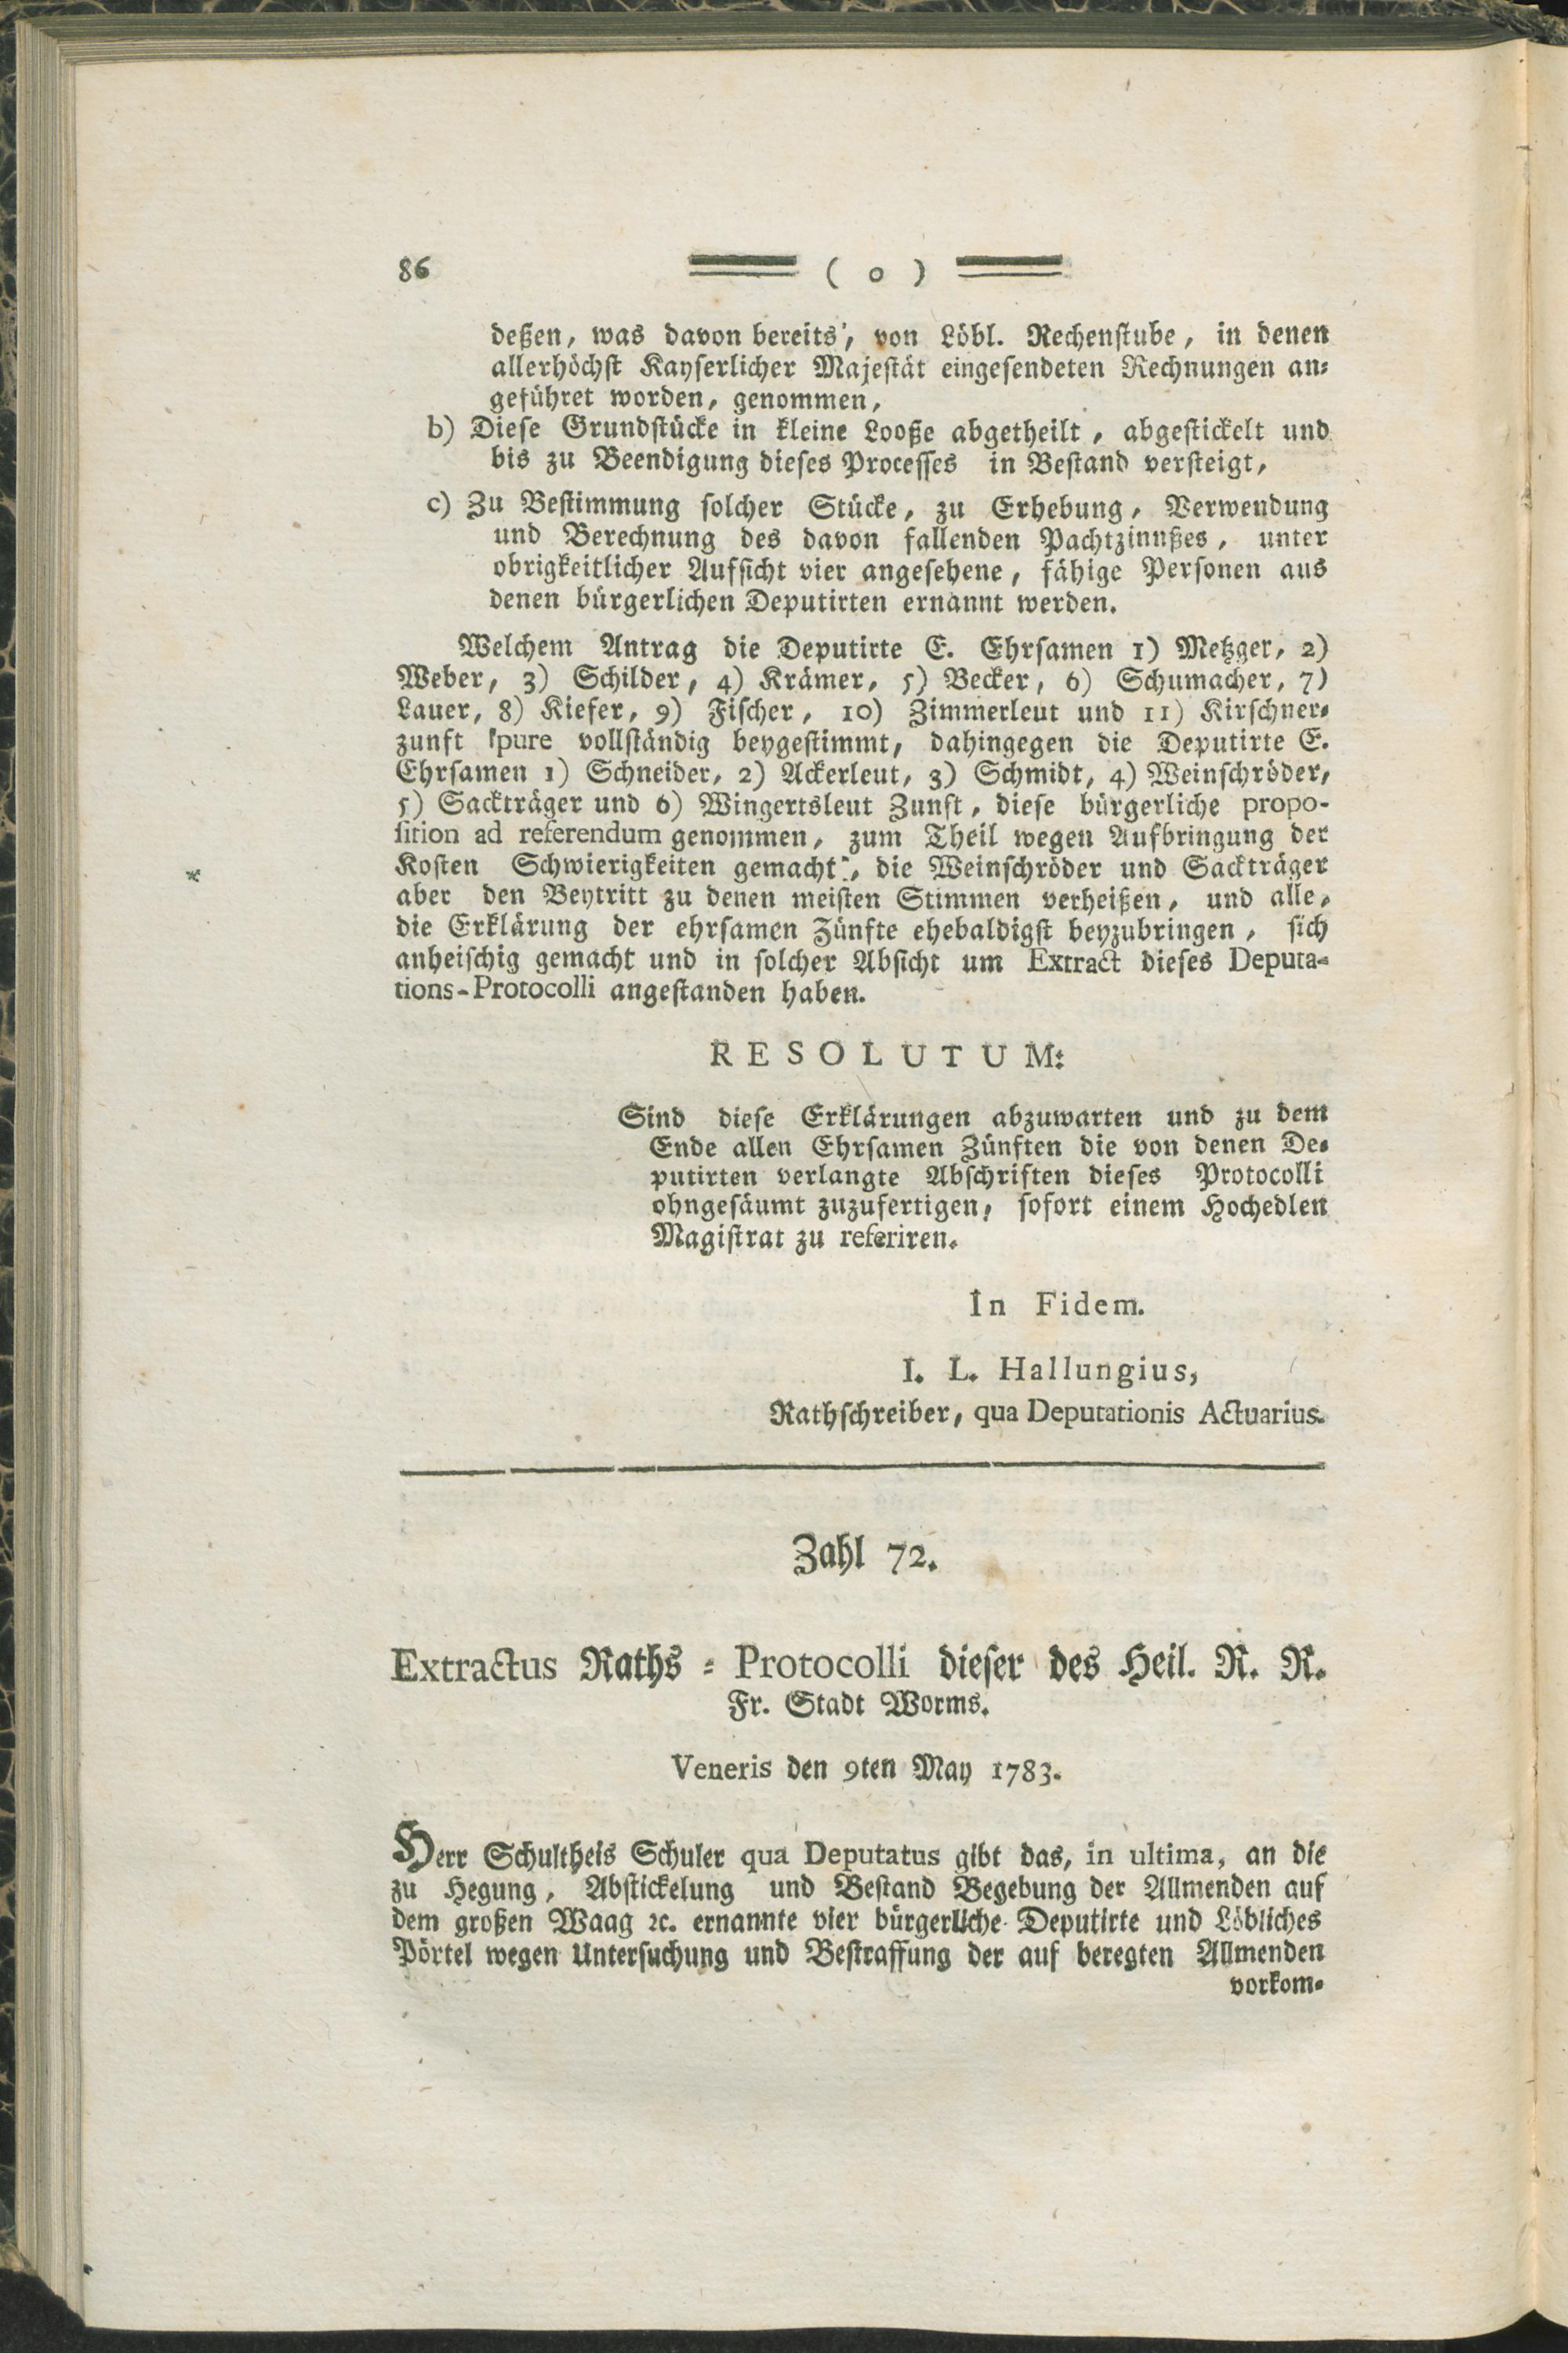 86 ( o )
deßen, was davon bereits, von Löbl. Rechenstube, in denen
allerhöchst Kayserlicher Majestät eingesendeten Rechnungen an⸗
geführet worden, genommen,
b) Diese Grundstücke in kleine Looße abgetheilt, abgestickelt und
bis zu Beendigung dieses Processes in Bestand versteigt,
c) Zu Bestimmung solcher Stücke, zu Erhebung, Verwendung
und Berechnung des davon fallenden Pachtzinnßes, unter
obrigkeitlicher Aufsicht vier angesehene, fähige Personen aus
denen bürgerlichen Deputirten ernannt werden.
Welchem Antrag die Deputirte E. Ehrsamen 1) Metzger, 2)
Weber, 3) Schilder, 4) Krämer, 5) Becker, 6) Schumacher, 7)
Lauer, 8) Kiefer, 9) Fischer, 10) Zimmerleut und 11) Kirschner⸗
zunft pure vollständig beygestimmt, dahingegen die Deputirte E.
Ehrsamen 1) Schneider, 2) Ackerleut, 3) Schmidt, 4) Weinschröder,
5) Sackträger und 6) Wingertsleut Zunft, diese bürgerliche propo-
sition ad referendum genommen, zum Theil wegen Aufbringung der
Kosten Schwierigkeiten gemacht, die Weinschröder und Sackträger
aber den Beytritt zu denen meisten Stimmen verheißen, und alle,
die Erklärung der ehrsamen Zünfte ehebaldigst beyzubringen, sich
anheischig gemacht und in solcher Absicht um Extract dieses Deputa-
tions-Protocolli angestanden haben.
RESOLUTUM:
Sind diese Erklärungen abzuwarten und zu dem
Ende allen Ehrsamen Zünften die von denen De⸗
putirten verlangte Abschriften dieses Protocolli
ohngesäumt zuzufertigen, sofort einem Hochedlen
Magistrat zu referiren.
In Fidem.
I. L. Hallungius,
Rathschreiber, qua Deputationis Actuarius.
Zahl 72.
Extractus Raths⸗Protocolli dieser des Heil. R. R.
Fr. Stadt Worms.
Veneris den 9ten May 1783.
Herr Schultheis Schuler qua Deputatus gibt das, in ultima, an die
zu Hegung, Abstickelung und Bestand Begebung der Allmenden auf
dem großen Waag ꝛc. ernannte vier bürgerliche Deputirte und Löbliches
Pörtel wegen Untersuchung und Bestraffung der auf beregten Allmenden
vorkom⸗